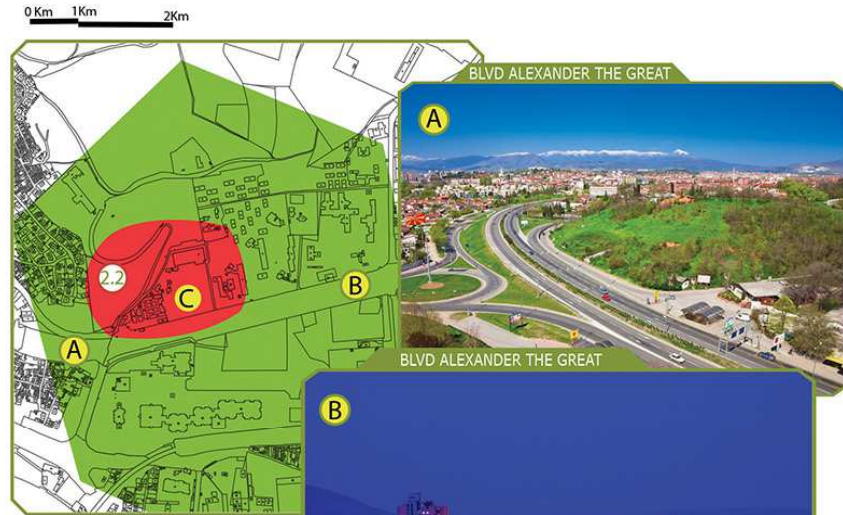 0 Km 1Km 2Km
BLVD ALEXANDER THE GREAT
A
2.2
C
B
A
BLVD ALEXANDER THE GREAT
B